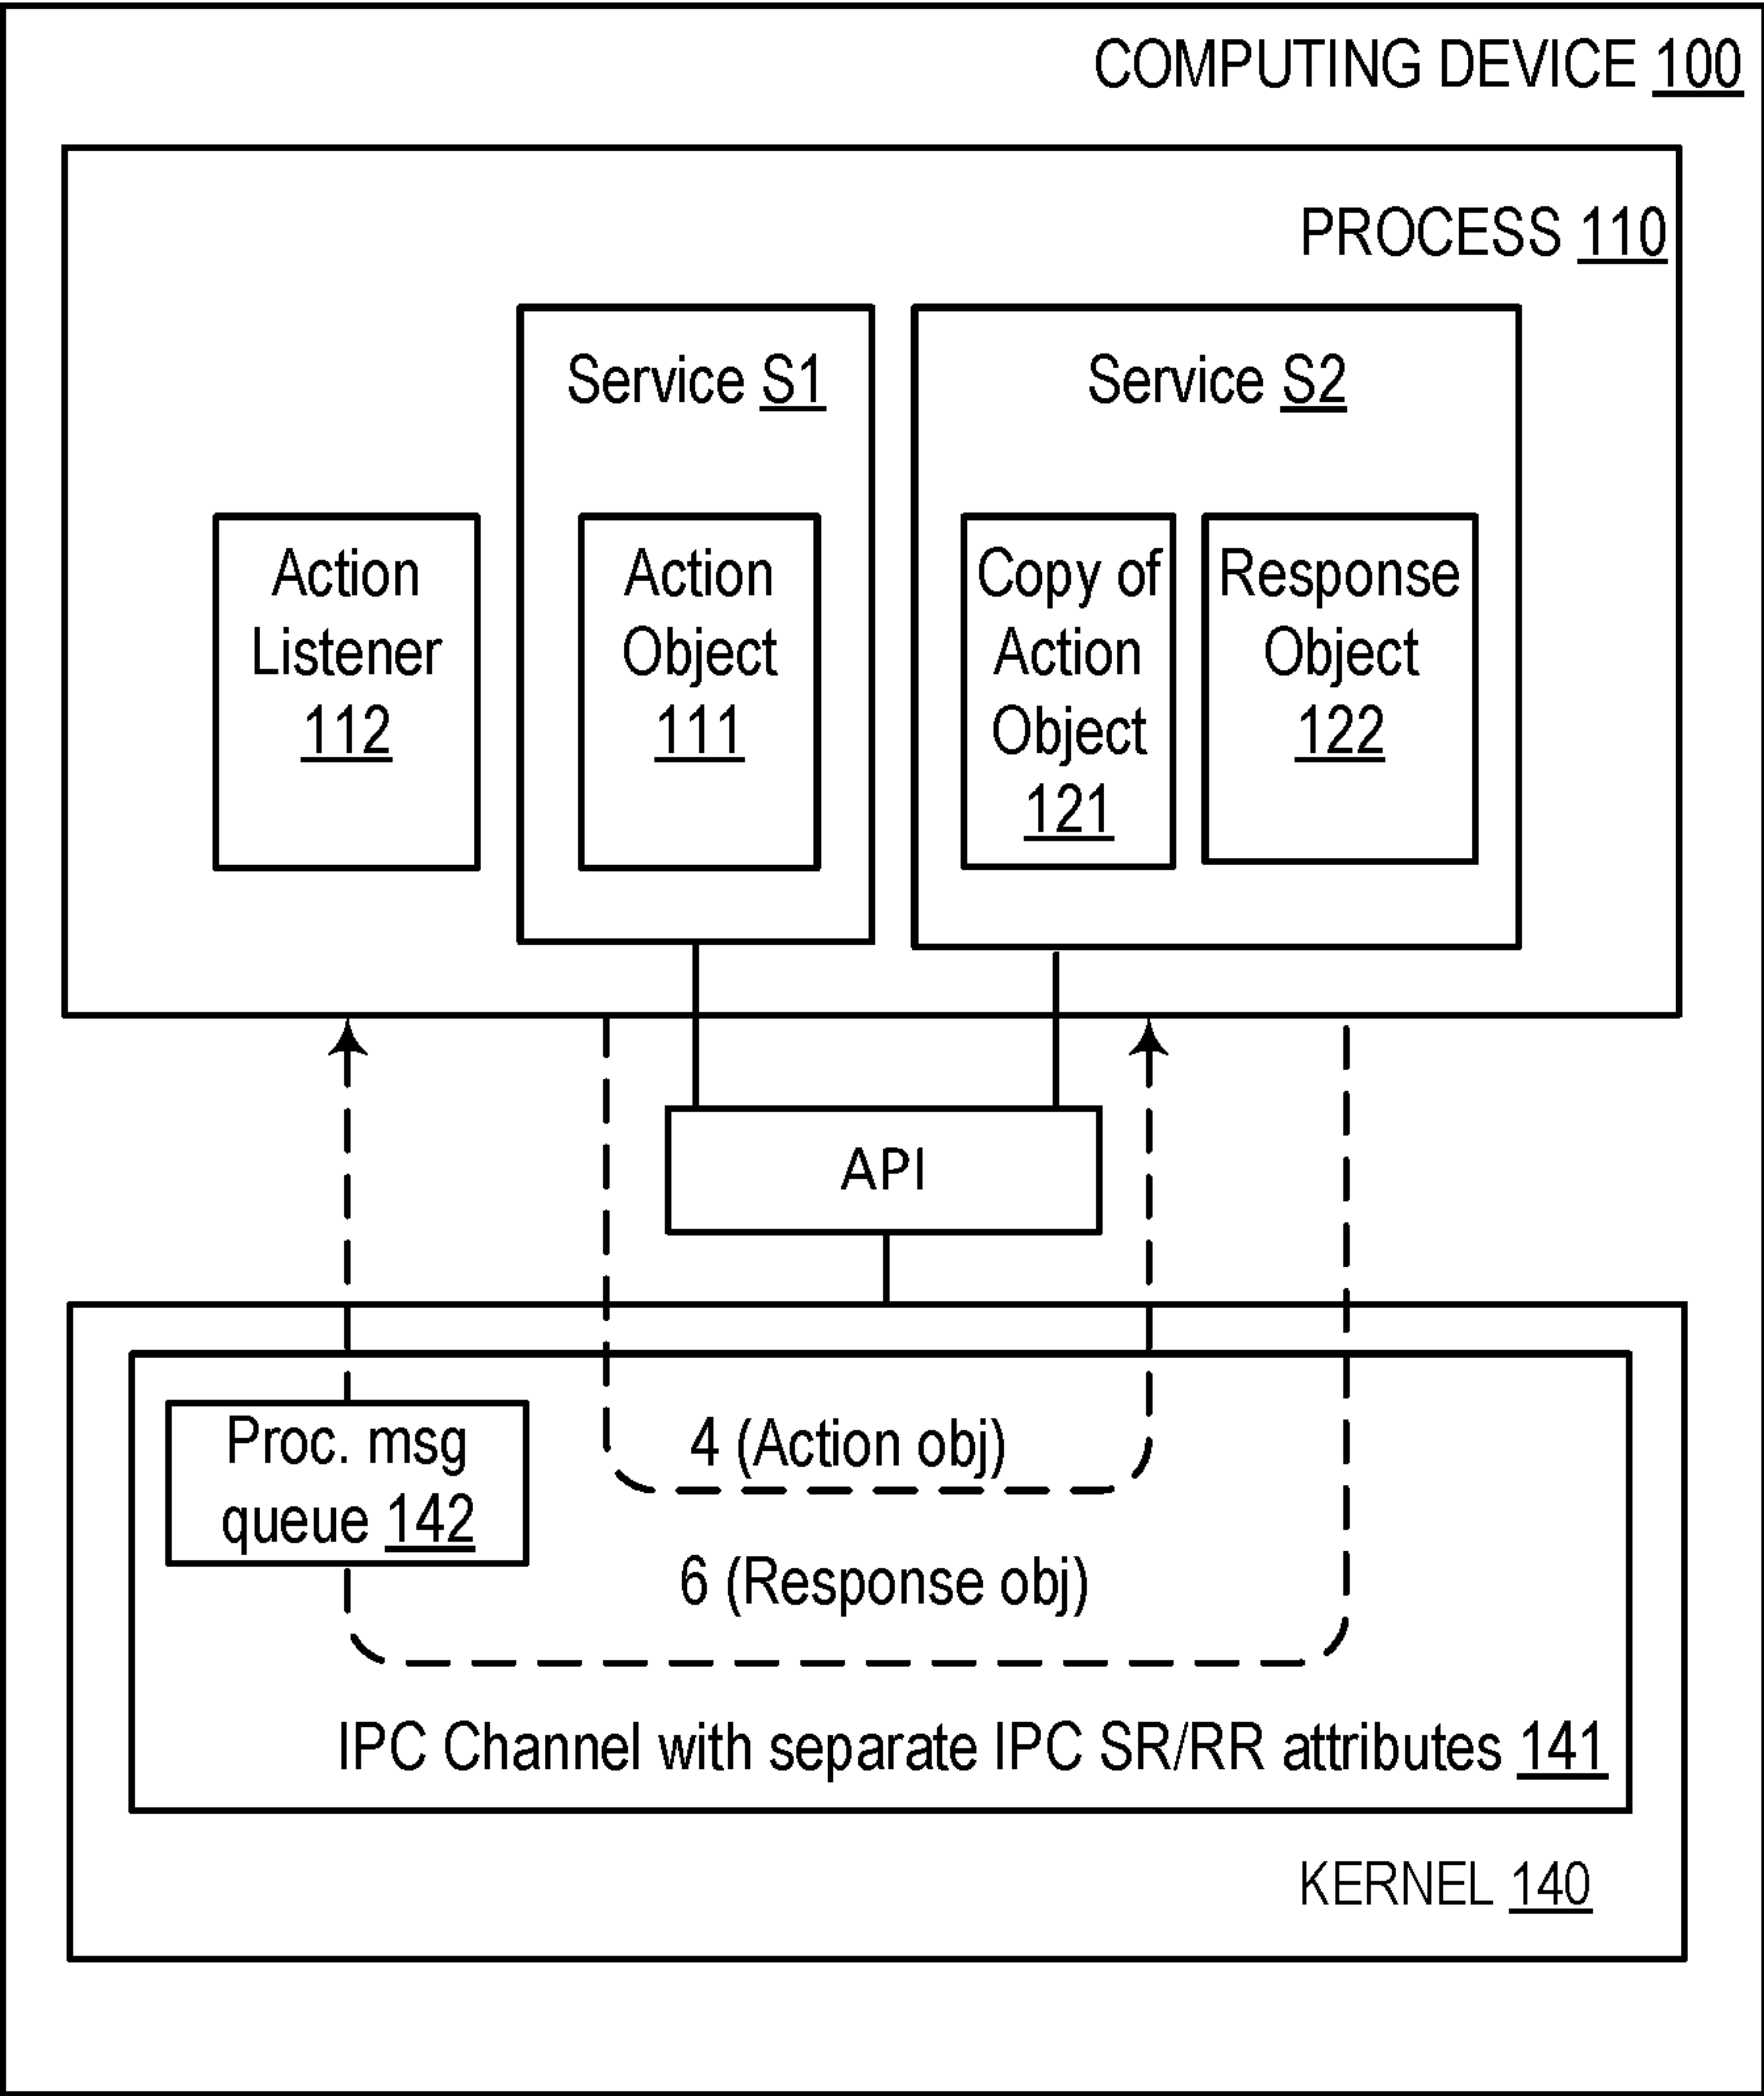 COMPUTING DEVICE 100
PROCESS 110
Service S1
Service S2
Action
Listener
112
Action
Object
111
Copy of
Action
Object
121
Response
Object
122
API
Proc. msg
queue 142
4 (Action obj)
6 (Response obj)
IPC Channel with separate IPC SR/RR attributes 141
KERNEL 140